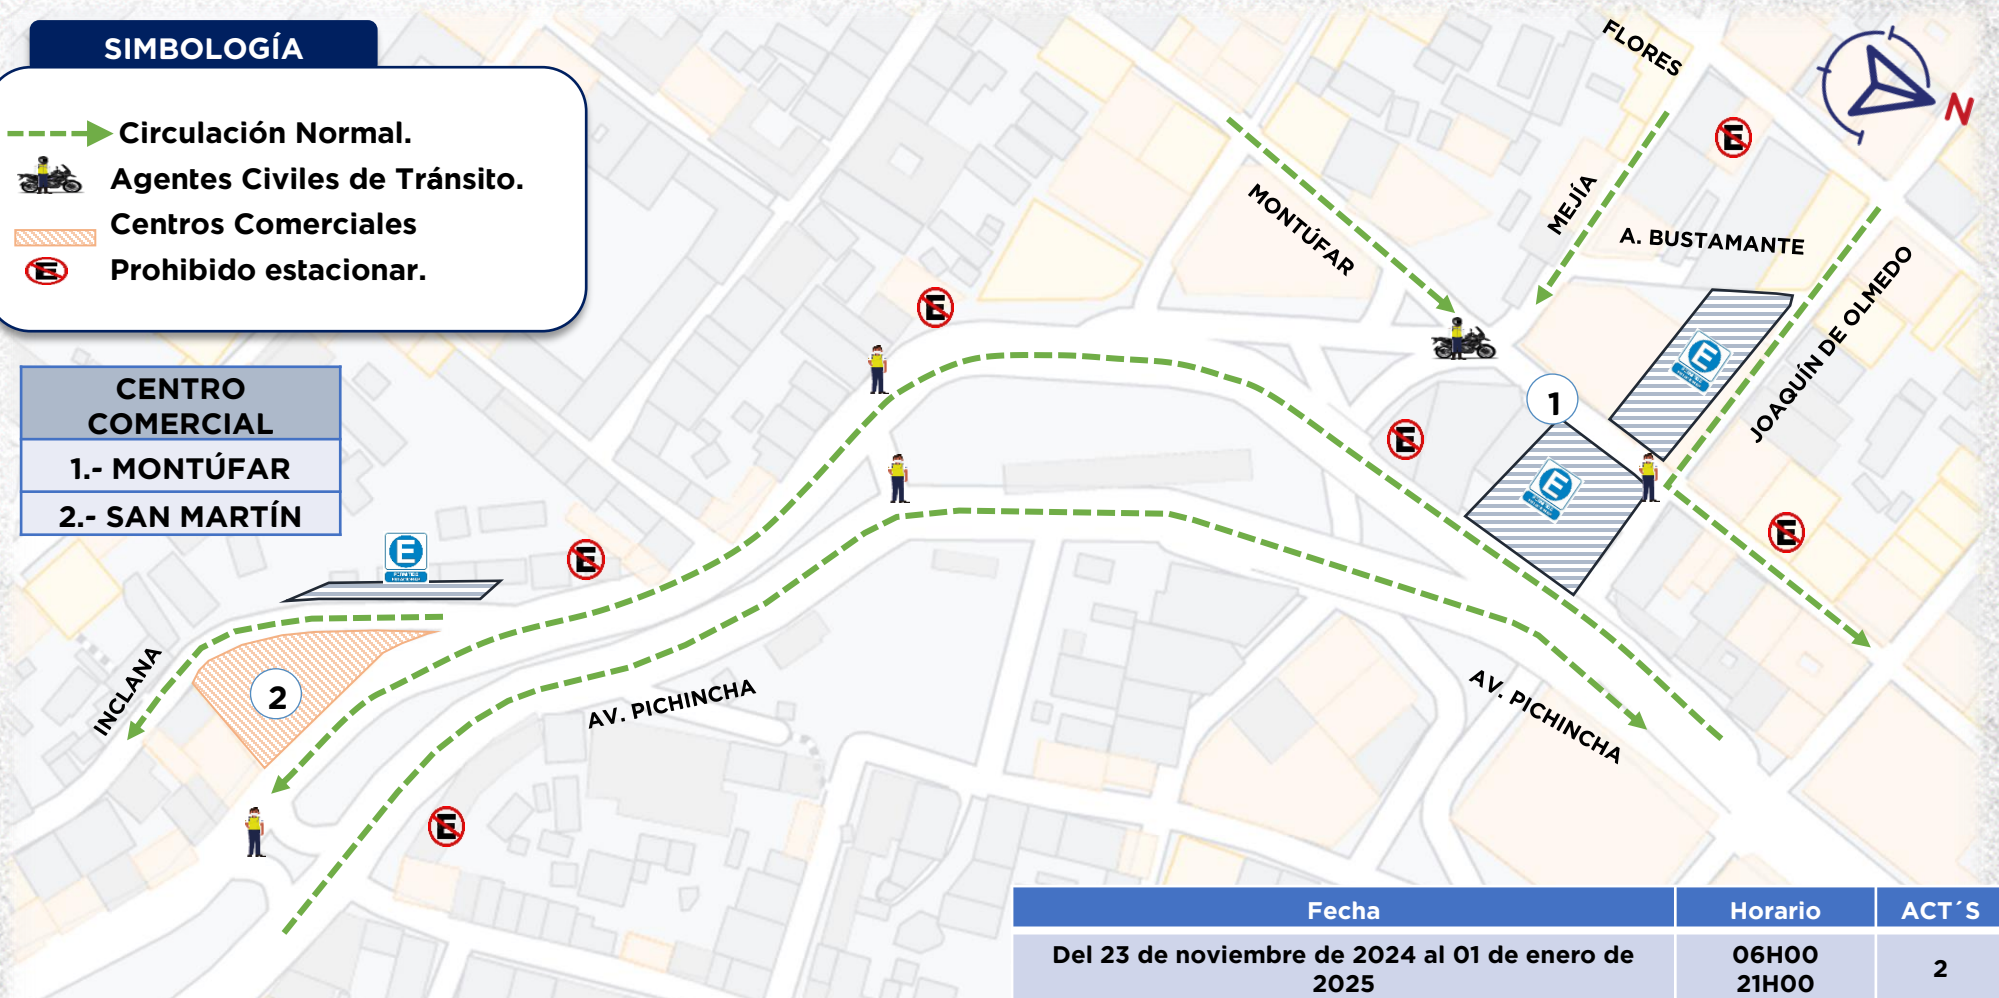 SIMBOLOGÍA
Circulación Normal.
Agentes Civiles de Tránsito.
Centros Comerciales
E Prohibido estacionar.
CENTRO
COMERCIAL
1.- MONTÚFAR
2.- SAN MARTÍN
FLORES
N
E
MONTÚFAR
MEJÍA
A. BUSTAMANTE
JOAQUÍN DE OLMEDO
E
E
1
E
E
E
E
E
E
INCLANA
2
AV. PICHINCHA
AV. PICHINCHA
E
Fecha
Horario
ACT´S
Del 23 de noviembre de 2024 al 01 de enero de
2025
06H00
21H00
2